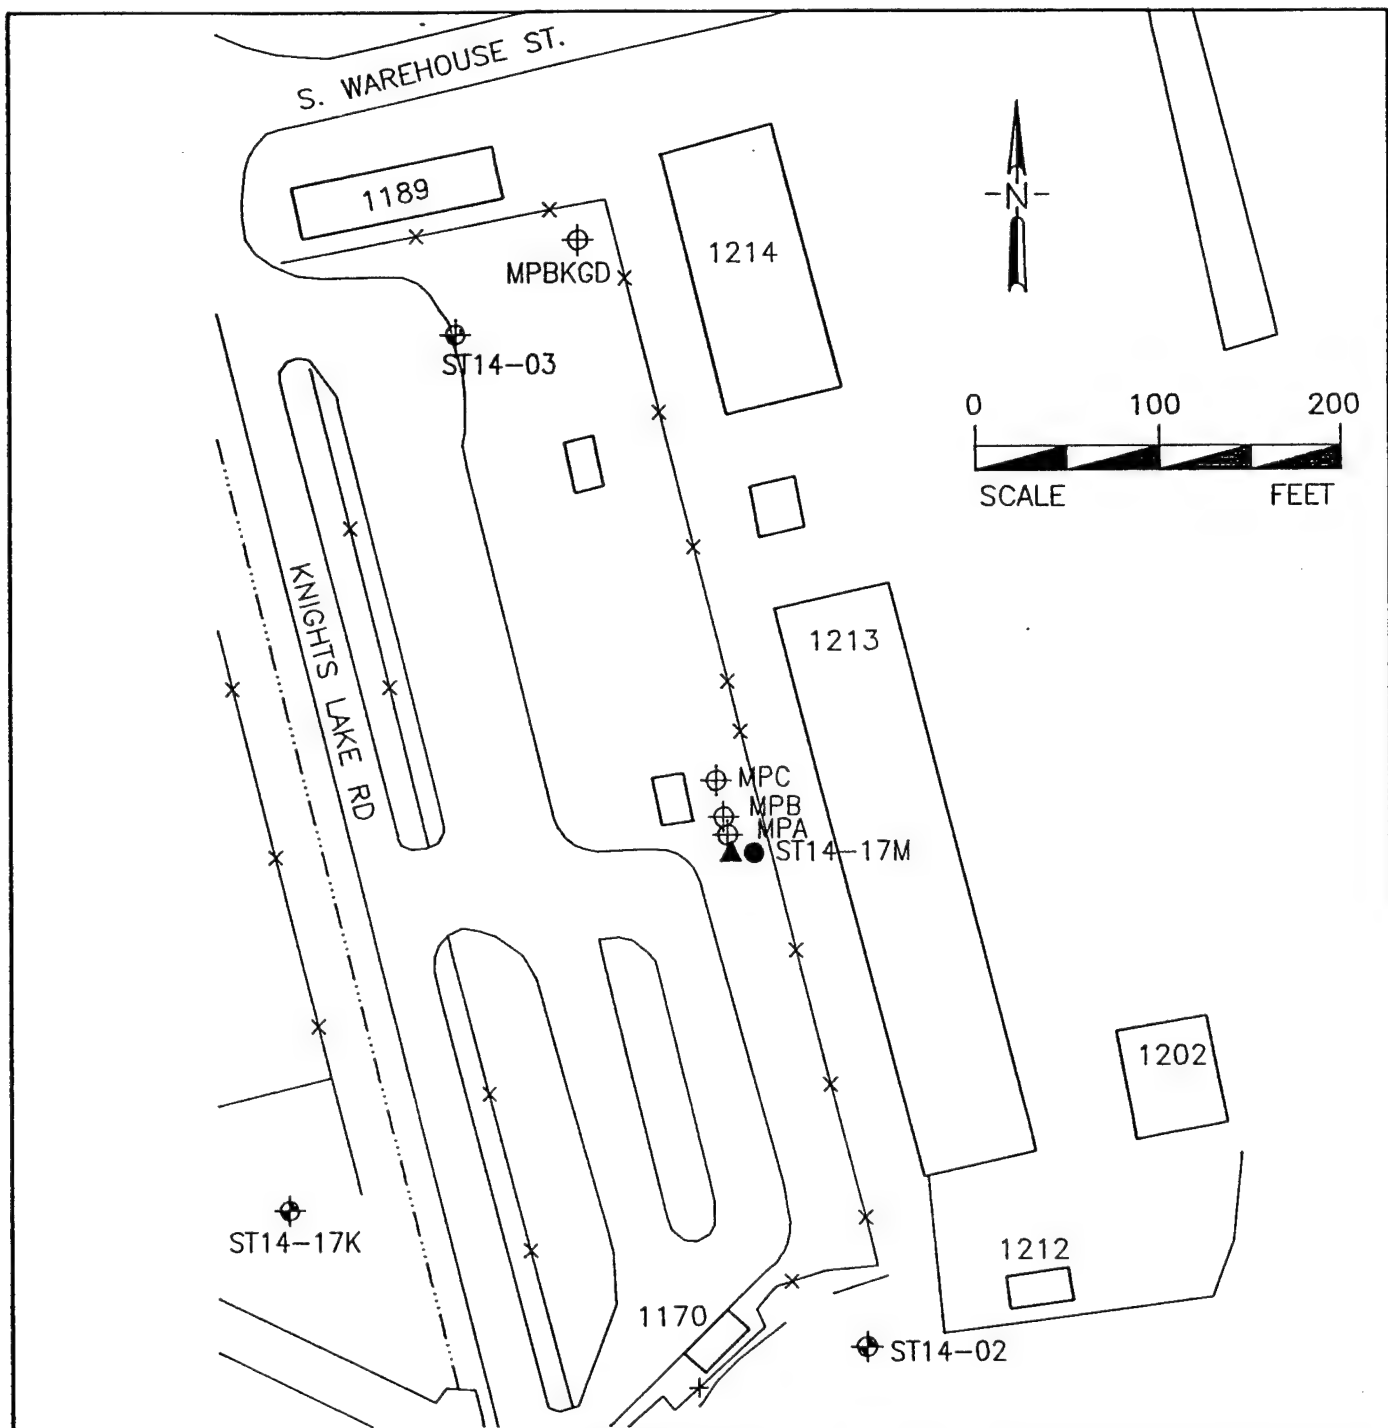 S. WAREHOUSE ST.
1189
1214
-N-
MPBKGD
ST14-03
0 100 200
SCALE FEET
KNIGHTS LAKE RD
1213
MPC
MPB
MPA
ST14-17M
1202
ST14-17K
1212
1170
ST14-02